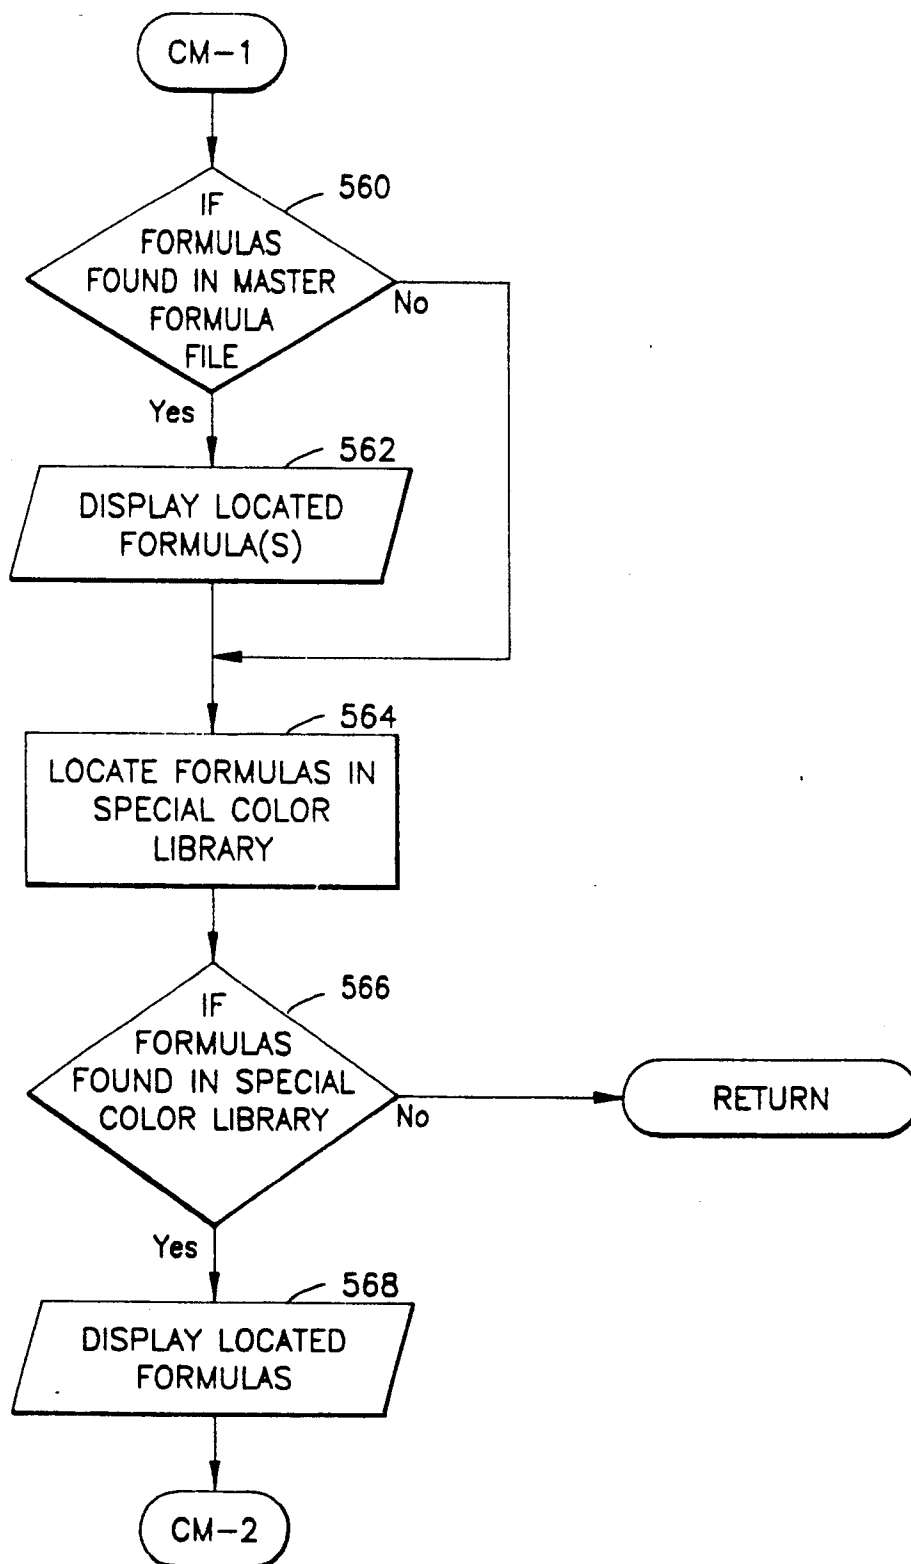 CM-1
560
IF
FORMULAS
FOUND IN MASTER
FORMULA
FILE
No
Yes
562
DISPLAY LOCATED
FORMULA(S)
564
LOCATE FORMULAS IN
SPECIAL COLOR
LIBRARY
566
IF
FORMULAS
FOUND IN SPECIAL
COLOR LIBRARY
No
RETURN
Yes
568
DISPLAY LOCATED
FORMULAS
CM-2